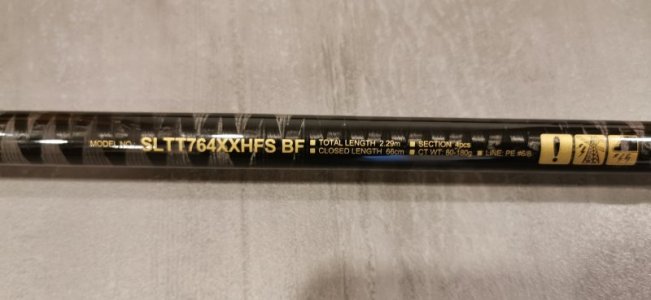 MODEL NO. SLTT764XXHFS BF ■ TOTAL LENGTH 2.29m ■ SECTION 4pcs
■ CLOSED LENGTH 66cm ■ CT WT. 60-180g ■ LINE: PE #6/8